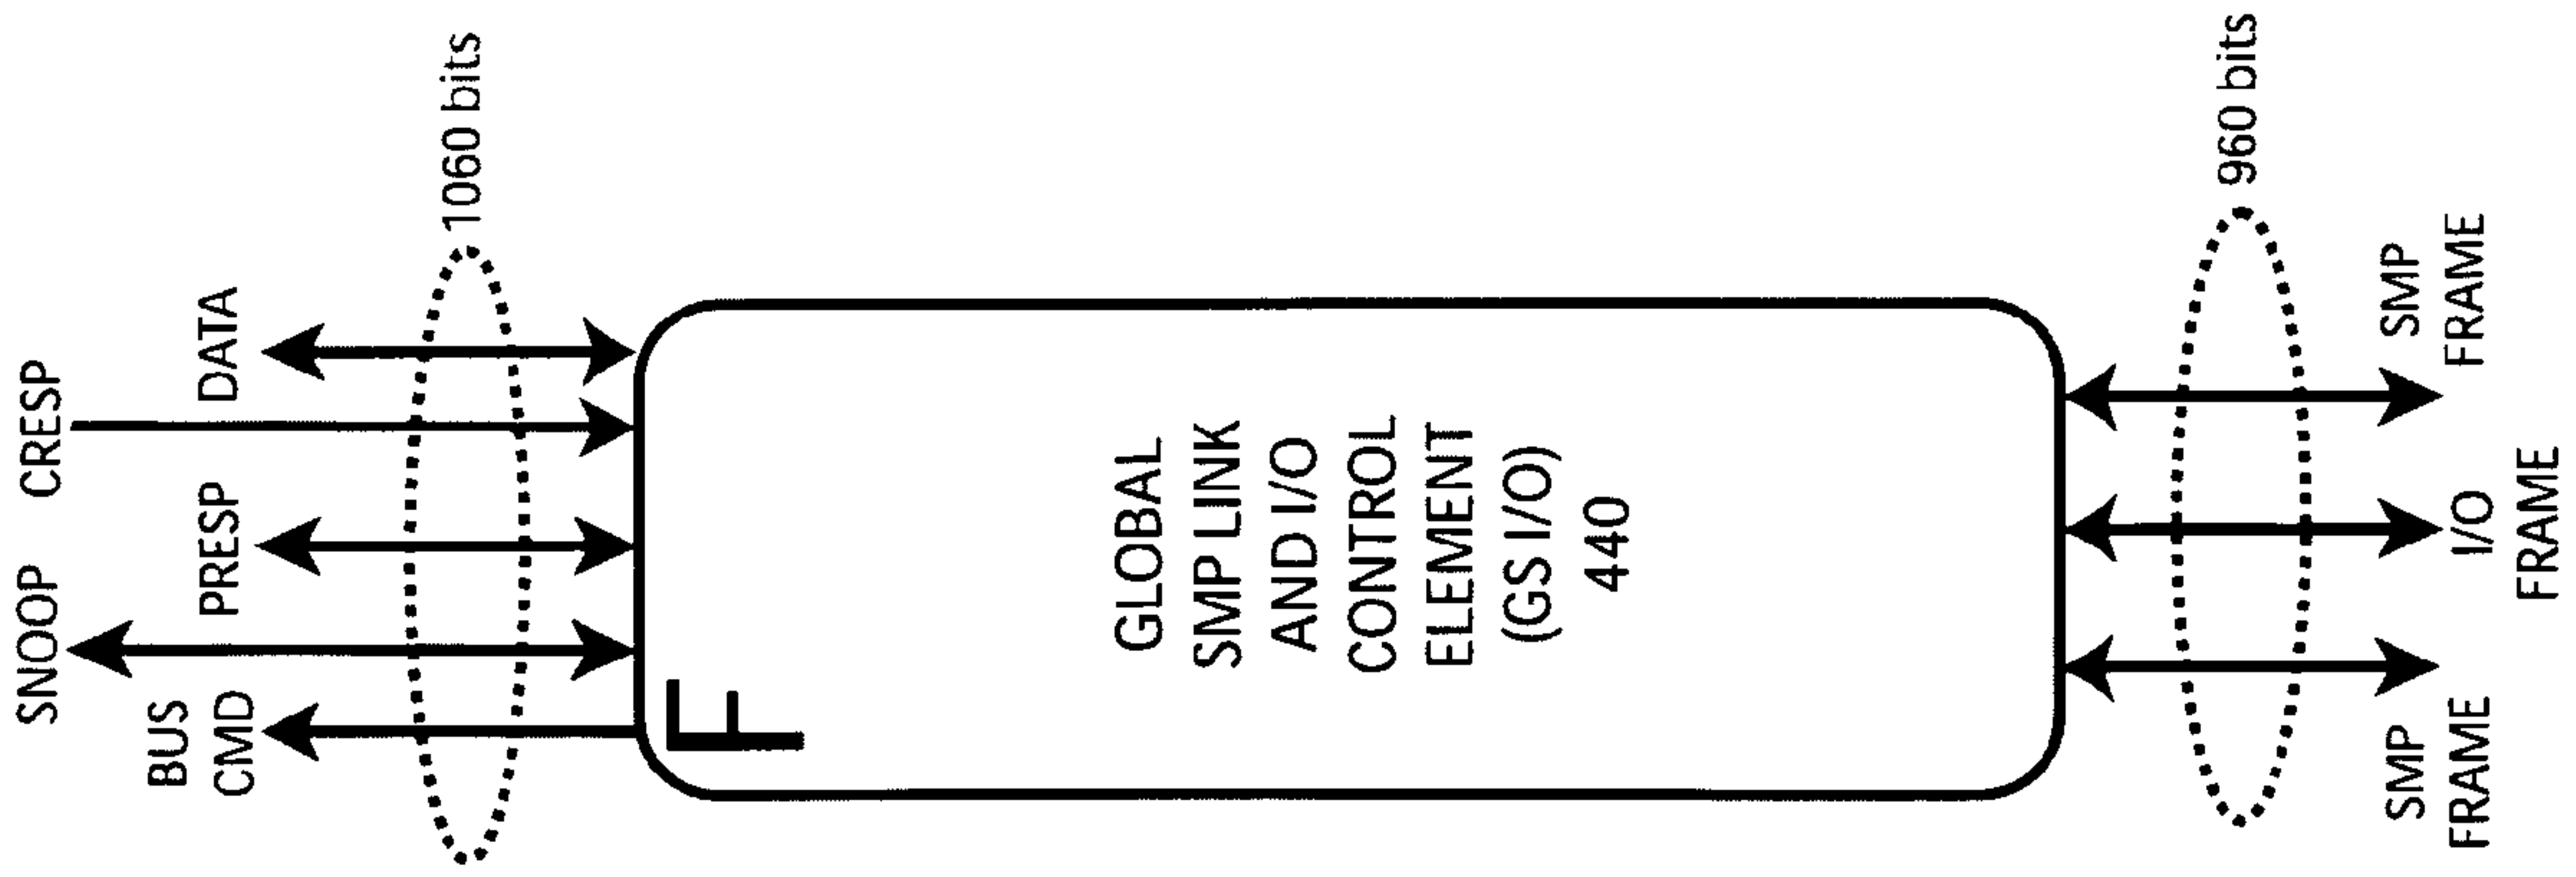 SNOOP
CRESP
BUS
CMD
PRESP
DATA
1060 bits
F
GLOBAL
SMP LINK
AND I/O
CONTROL
ELEMENT
(GS I/O)
440
960 bits
SMP
FRAME
I/O
FRAME
SMP
FRAME